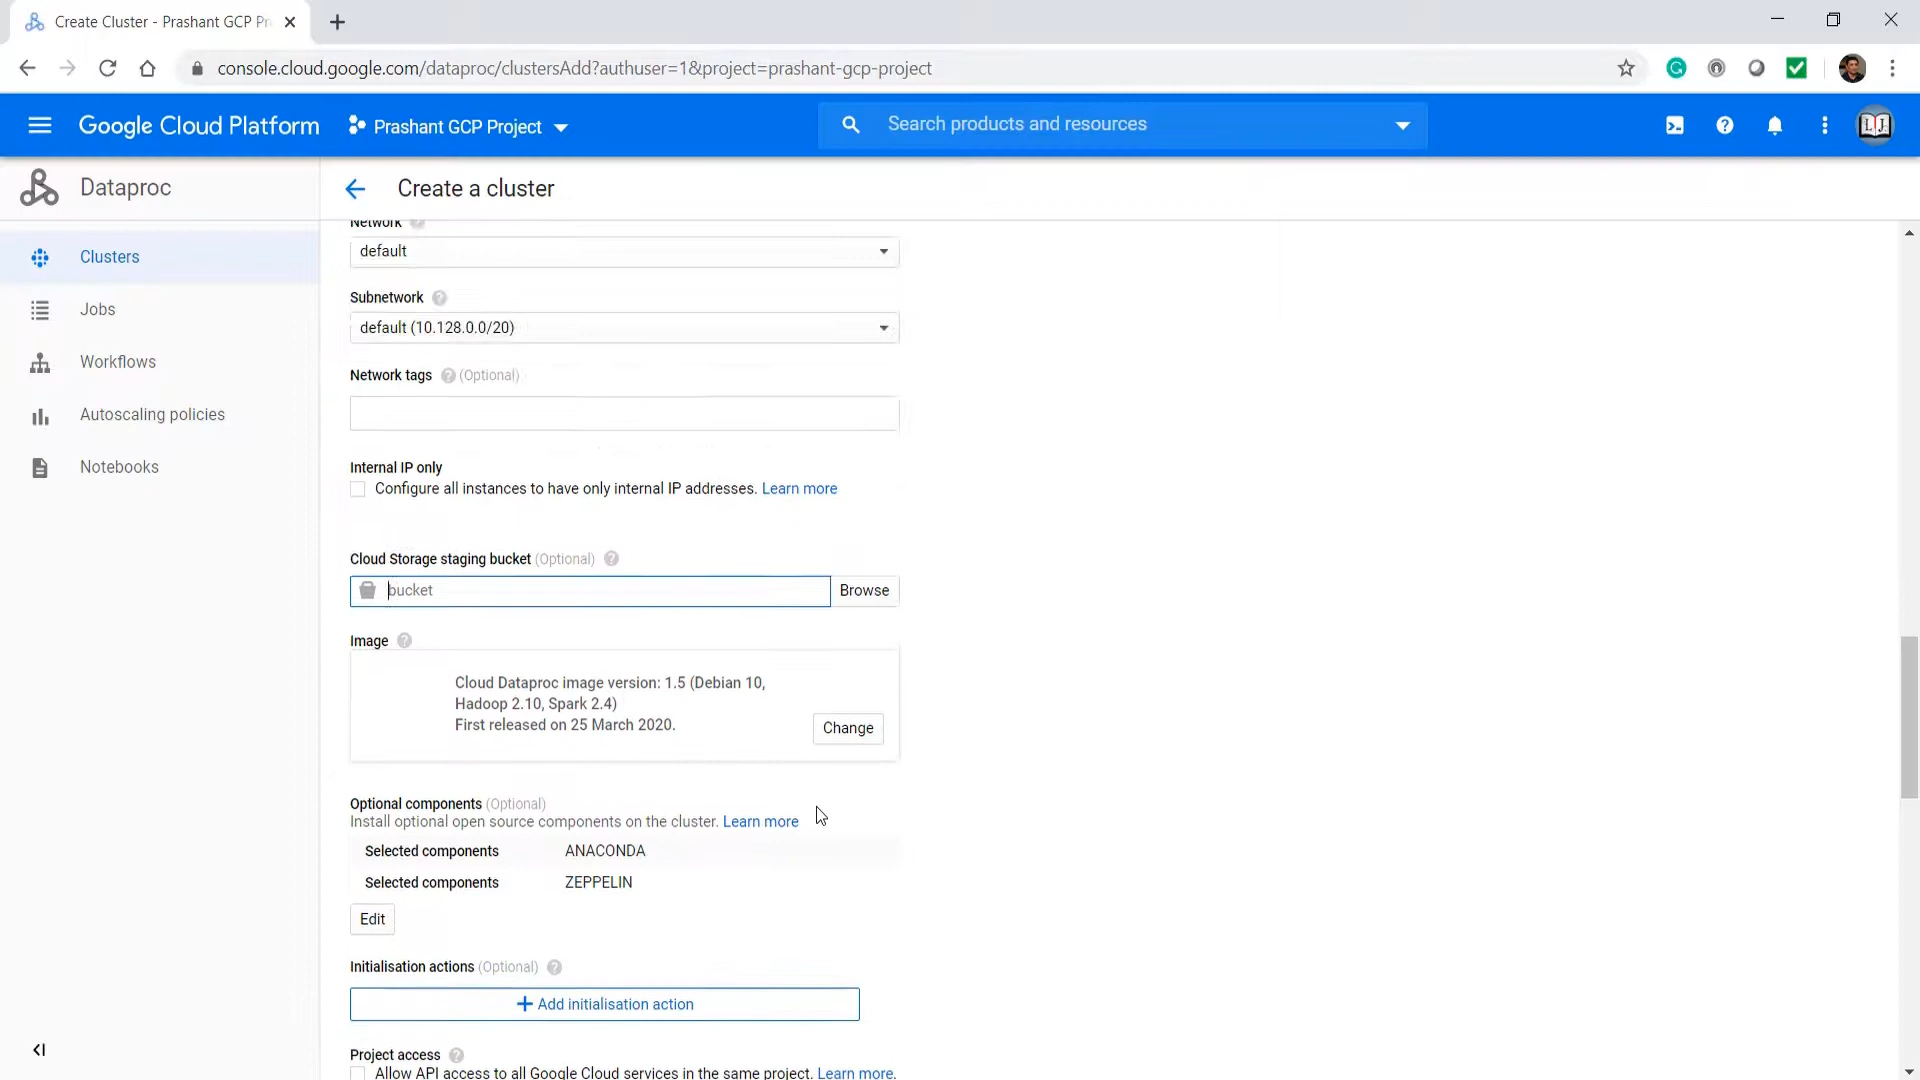 Create Cluster - Prashant GCP Pr
console.cloud.google.com/dataproc/clustersAdd?authuser=1&project=prashant-gcp-project
Google Cloud Platform
Prashant GCP Project
Search products and resources
Dataproc
Create a cluster
Clusters
Jobs
Workflows
Autoscaling policies
Notebooks
Network
default
Subnetwork
default (10.128.0.0/20)
Network tags (Optional)
Internal IP only
Configure all instances to have only internal IP addresses. Learn more
Cloud Storage staging bucket (Optional)
bucket
Browse
Image
Cloud Dataproc image version: 1.5 (Debian 10,
Hadoop 2.10, Spark 2.4)
First released on 25 March 2020.
Change
Optional components (Optional)
Install optional open source components on the cluster. Learn more
Selected components ANACONDA
Selected components ZEPPELIN
Edit
Initialisation actions (Optional)
Add initialisation action
Project access
Allow API access to all Google Cloud services in the same project. Learn more.